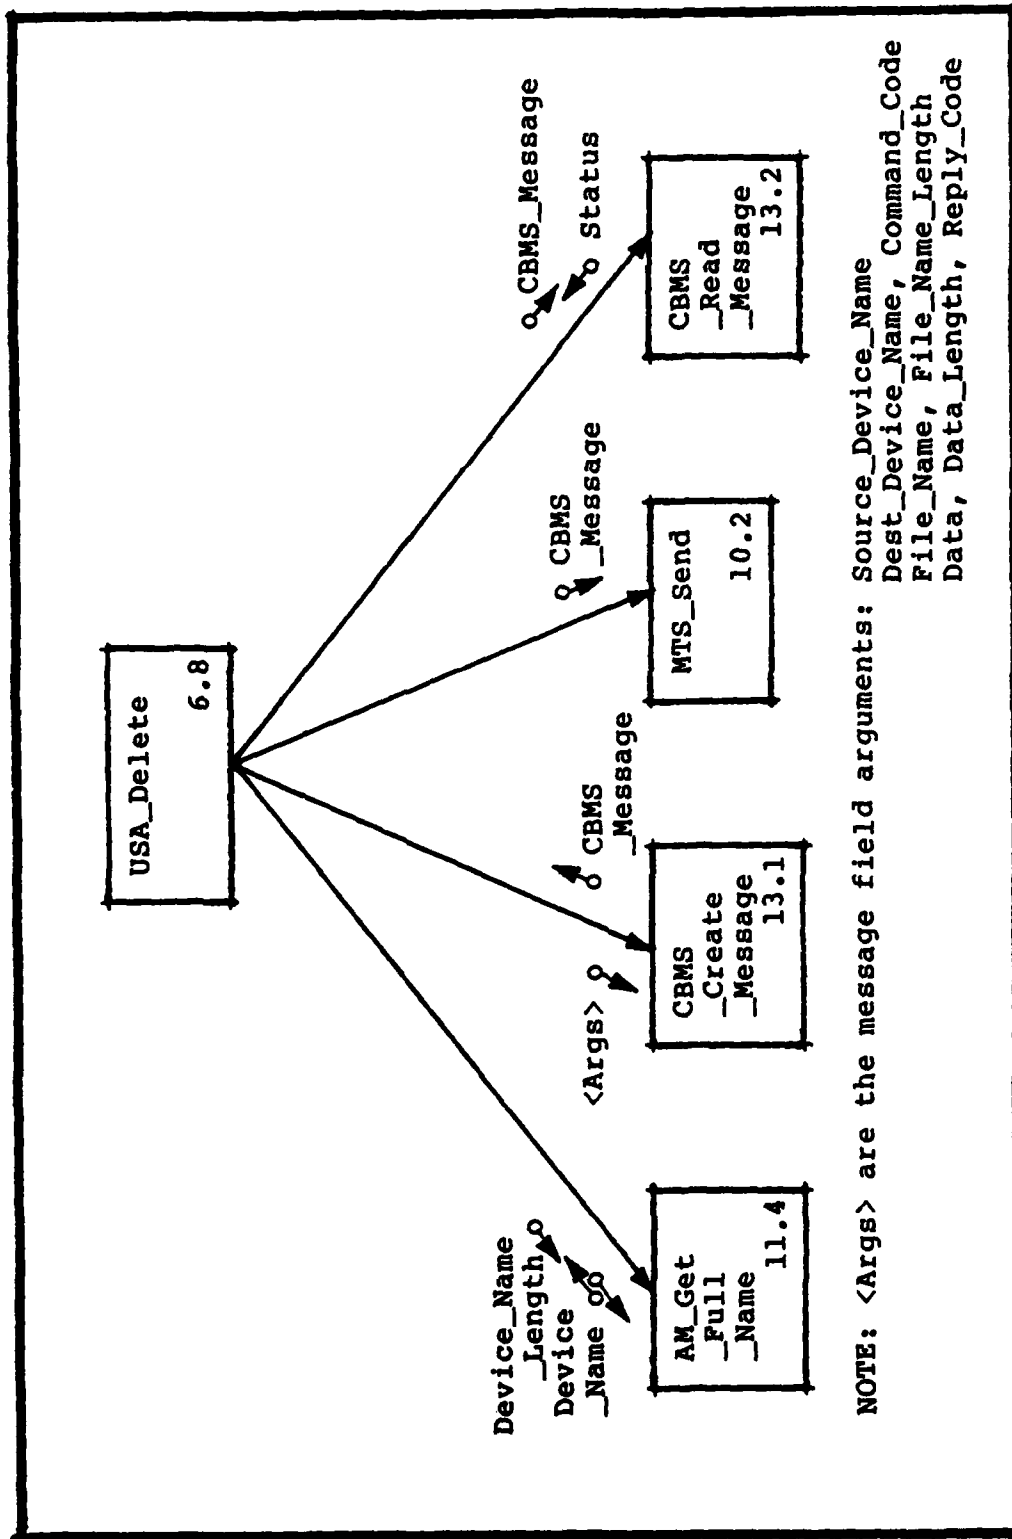 USA_Delete
6.8
CBMS_Message
Status
CBMS
_Message
CBMS
_Message
<Args>
Device_Name
_Length
Device
_Name
AM_Get
_Full
_Name
11.4
CBMS
_Create
_Message
13.1
MTS_Send
10.2
CBMS
_Read
_Message
13.2
NOTE: <Args> are the message field arguments: Source_Device_Name
Dest_Device_Name, Command_Code
File_Name, File_Name_Length
Data, Data_Length, Reply_Code